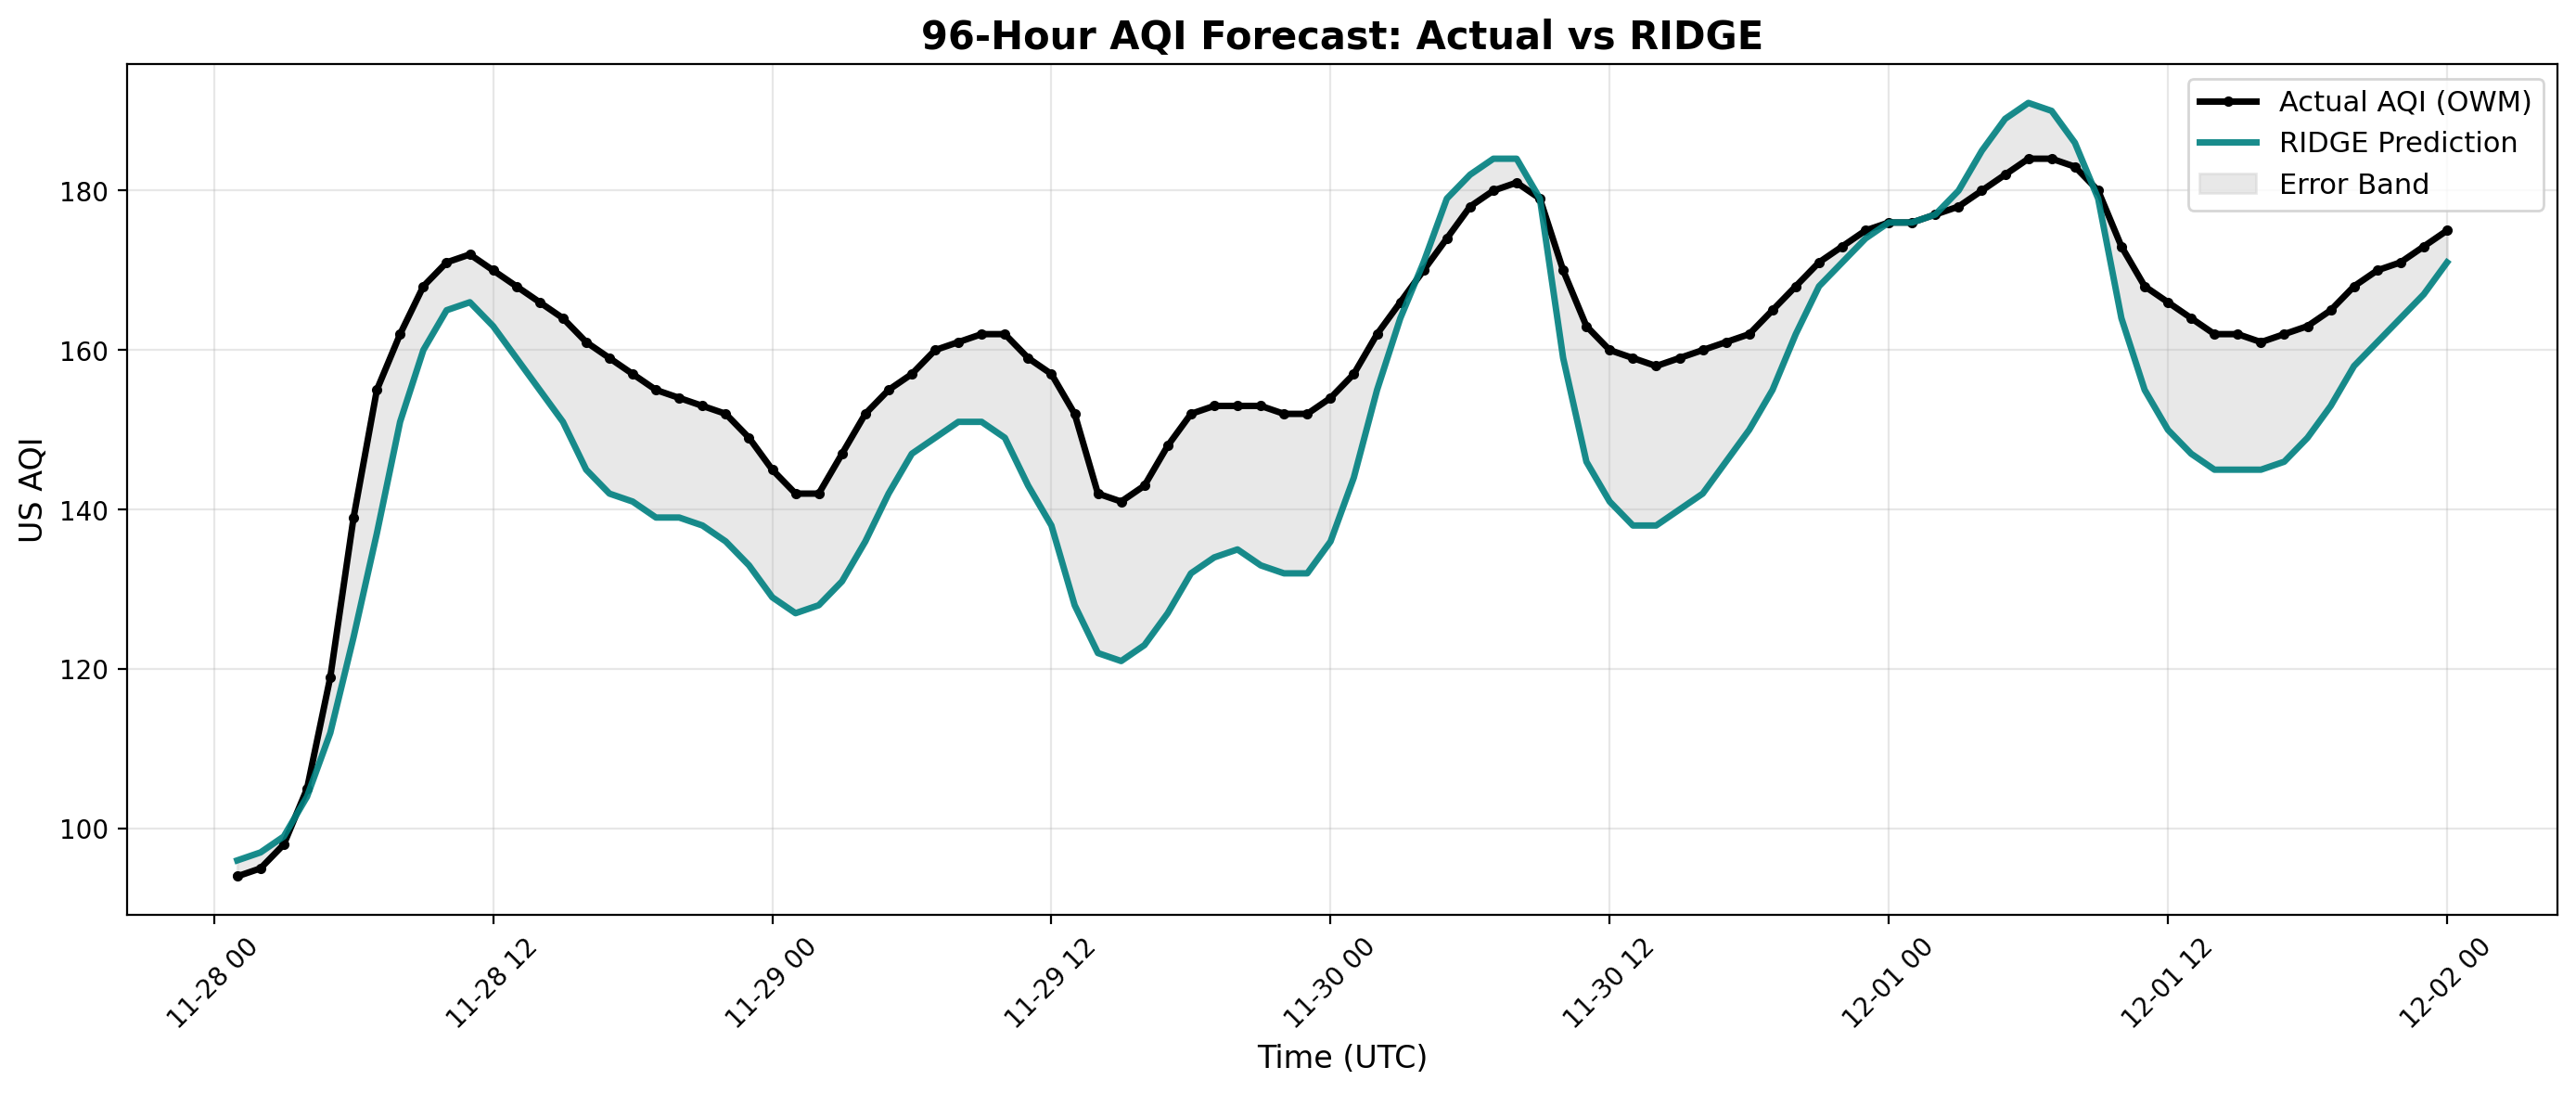 96-Hour AQI Forecast: Actual vs RIDGE
Actual AQI (OWM)
RIDGE Prediction
Error Band
US AQI
180
160
140
120
100
11-28 00
11-28 12
11-29 00
11-29 12
11-30 00
11-30 12
12-01 00
12-01 12
12-02 00
Time (UTC)